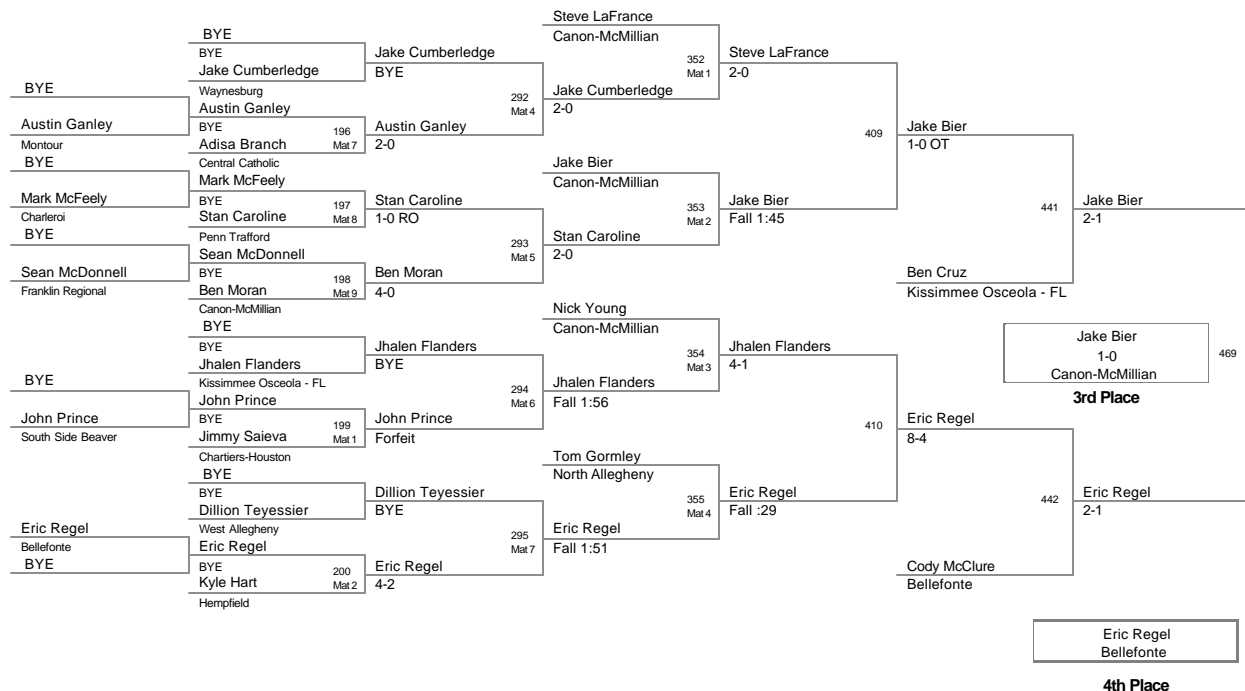 BYE
Austin Ganley
Montour
BYE
Mark McFeely
Charleroi
BYE
Sean McDonnell
Franklin Regional
BYE
John Prince
South Side Beaver
Eric Regel
Bellefonte
BYE
BYE
BYE
Jake Cumberledge
Waynesburg
Austin Ganley
BYE
196
Adisa Branch
Mat 7
Central Catholic
Mark McFeely
BYE
197
Stan Caroline
Mat 8
Penn Trafford
Sean McDonnell
BYE
198
Ben Moran
Mat 9
Canon-McMillian
BYE
BYE
Jhalen Flanders
Kissimmee Osceola - FL
John Prince
BYE
199
Jimmy Saieva
Mat 1
Chartiers-Houston
BYE
BYE
Dillion Teyessier
West Allegheny
Eric Regel
BYE
200
Kyle Hart
Mat 2
Hempfield
Jake Cumberledge
BYE
292
Mat 4
Austin Ganley
2-0
Stan Caroline
1-0 RO
293
Mat 5
Ben Moran
4-0
Jhalen Flanders
BYE
294
Mat 6
John Prince
Forfeit
Dillion Teyessier
BYE
295
Mat 7
Eric Regel
4-2
Steve LaFrance
Canon-McMillian
352
Mat 1
Jake Cumberledge
2-0
Jake Bier
Canon-McMillian
353
Mat 2
Stan Caroline
2-0
Nick Young
Canon-McMillian
354
Mat 3
Jhalen Flanders
Fall 1:56
Tom Gormley
North Allegheny
355
Mat 4
Eric Regel
Fall 1:51
Steve LaFrance
2-0
409
Jake Bier
Fall 1:45
Jhalen Flanders
4-1
410
Eric Regel
Fall :29
Jake Bier
1-0 OT
441
Ben Cruz
Kissimmee Osceola - FL
Eric Regel
8-4
442
Cody McClure
Bellefonte
Jake Bier
2-1
Jake Bier
1-0
Canon-McMillian
469
3rd Place
Eric Regel
2-1
Eric Regel
Bellefonte
4th Place